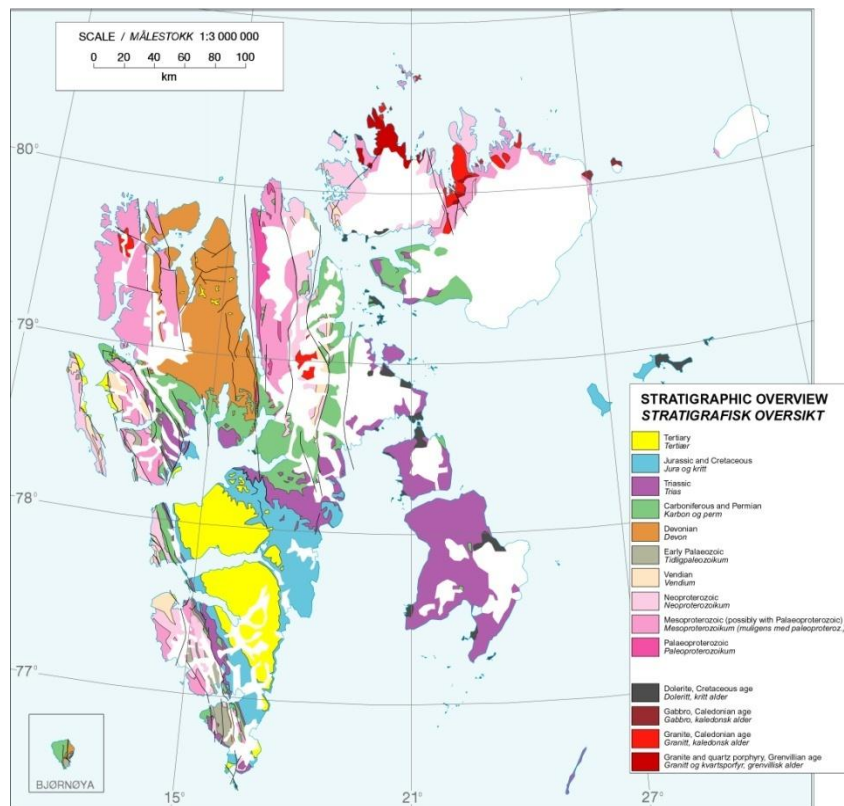 SCALE / MÅLESTOKK 1:3 000 000
0 20 40 60 80 100
km
80°
79°
78°
77°
15°
21°
27°
BJØRNØYA
STRATIGRAPHIC OVERVIEW
STRATIGRAFISK OVERSIKT
Tertiary
Tertiær
Jurassic and Cretaceous
Jura og kritt
Triassic
Trias
Carboniferous and Permian
Karbon og perm
Devonian
Devon
Early Palaeozoic
Tidligpaleozoikum
Vendian
Vendium
Neoproterozoic
Neoproterozoikum
Mesoproterozoic (possibly with Palaeoproterozoic)
Mesoproterozoikum (muligens med paleoproteroz.,
Palaeoproterozoic
Paleoproterozoikum
Dolerite, Cretaceous age
Doleritt, kritt alder
Gabbro, Caledonian age
Gabbro, kaledonsk alder
Granite, Caledonian age
Granitt, kaledonsk alder
Granite and quartz porphyry, Grenvillian age
Granitt og kvartsporfyr, grenvillisk alder